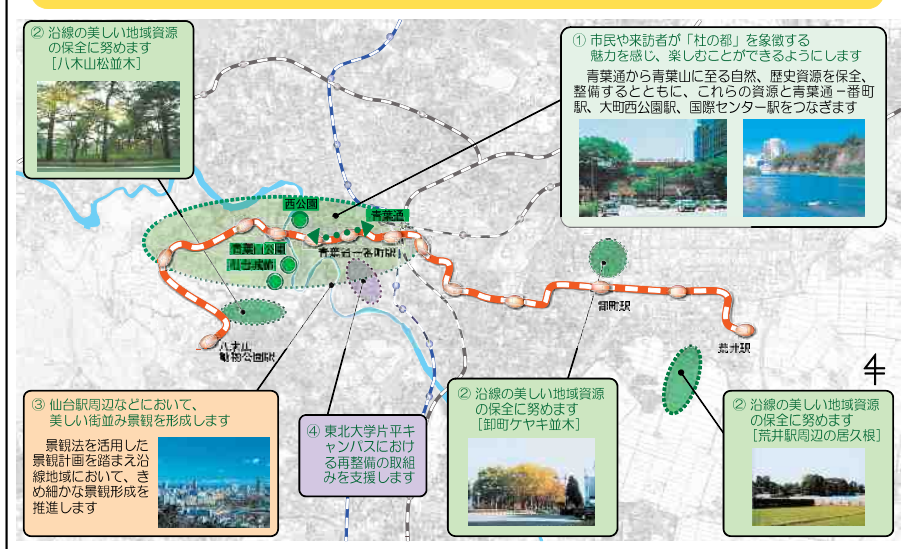 ② 沿線の美しい地域資源
の保全に努めます
[八木山松並木]
① 市民や来訪者が「杜の都」を象徴する
魅力を感じ、楽しむことができるようにします
青葉通から青葉山に至る自然、歴史資源を保全、
整備するとともに、これらの資源と青葉通一番町
駅、大町西公園駅、国際センター駅をつなぎます
西公園
青葉通
青葉山公園
仙台城跡
青葉通一番町駅
卸町駅
荒井駅
八木山
動物公園駅
③ 仙台駅周辺などにおいて、
美しい街並み景観を形成します
景観法を活用した
景観計画を踏まえ沿
線地域において、き
め細かな景観形成を
推進します
④ 東北大学片平キ
ャンパスにおけ
る再整備の取組
みを支援します
② 沿線の美しい地域資源
の保全に努めます
[卸町ケヤキ並木]
② 沿線の美しい地域資源
の保全に努めます
[荒井駅周辺の居久根]